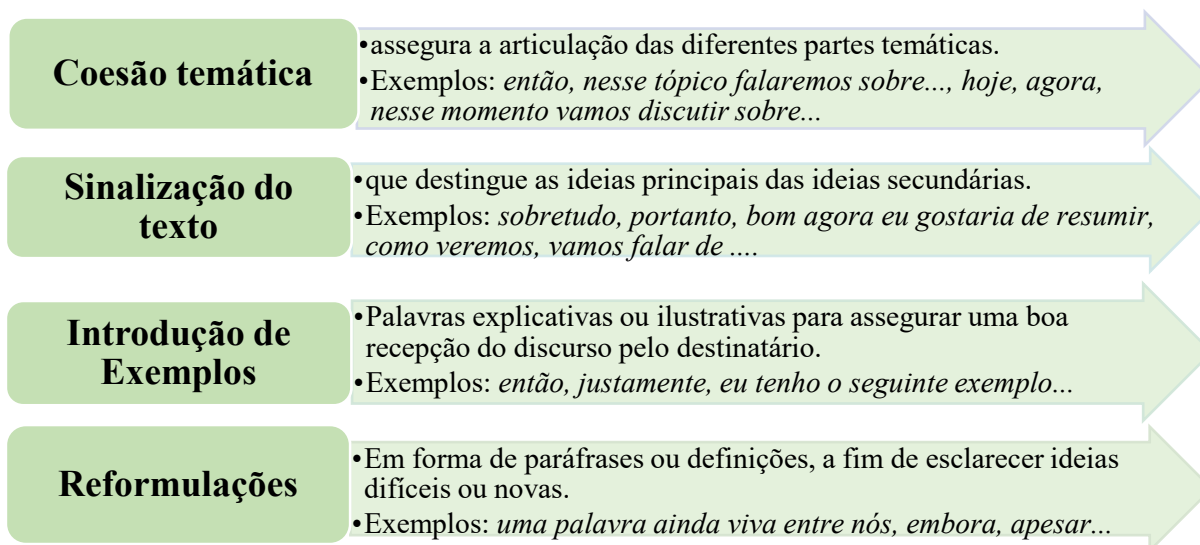 Coesão temática
•assegura a articulação das diferentes partes temáticas.
•Exemplos: então, nesse tópico falaremos sobre..., hoje, agora,
nesse momento vamos discutir sobre...
Sinalização do
texto
•que destingue as ideias principais das ideias secundárias.
•Exemplos: sobretudo, portanto, bom agora eu gostaria de resumir,
como veremos, vamos falar de ....
Introdução de
Exemplos
•Palavras explicativas ou ilustrativas para assegurar uma boa
recepção do discurso pelo destinatário.
•Exemplos: então, justamente, eu tenho o seguinte exemplo...
Reformulações
•Em forma de paráfrases ou definições, a fim de esclarecer ideias
difíceis ou novas.
•Exemplos: uma palavra ainda viva entre nós, embora, apesar...